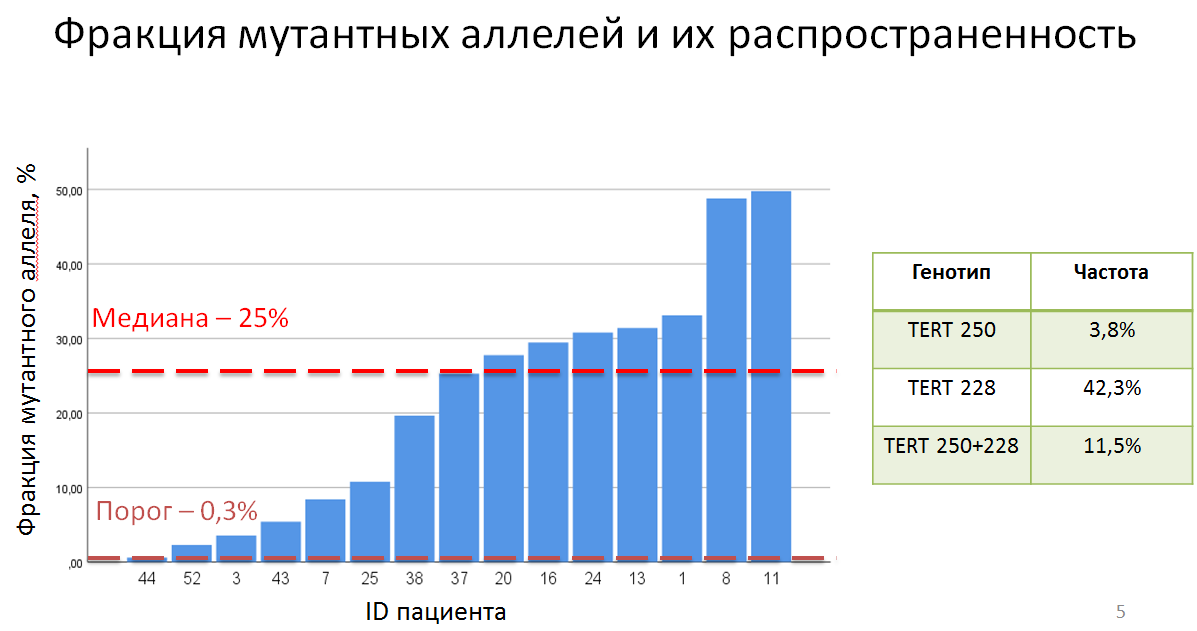 Фракция мутантных аллелей и их распространенность
Фракция мутантного аллеля, %
50,00
40,00
30,00
20,00
10,00
,00
Медиана – 25%
Порог – 0,3%
44 52 3 43 7 25 38 37 20 16 24 13 1 8 11
ID пациента
Генотип Частота
TERT 250 3,8%
TERT 228 42,3%
TERT 250+228 11,5%
5